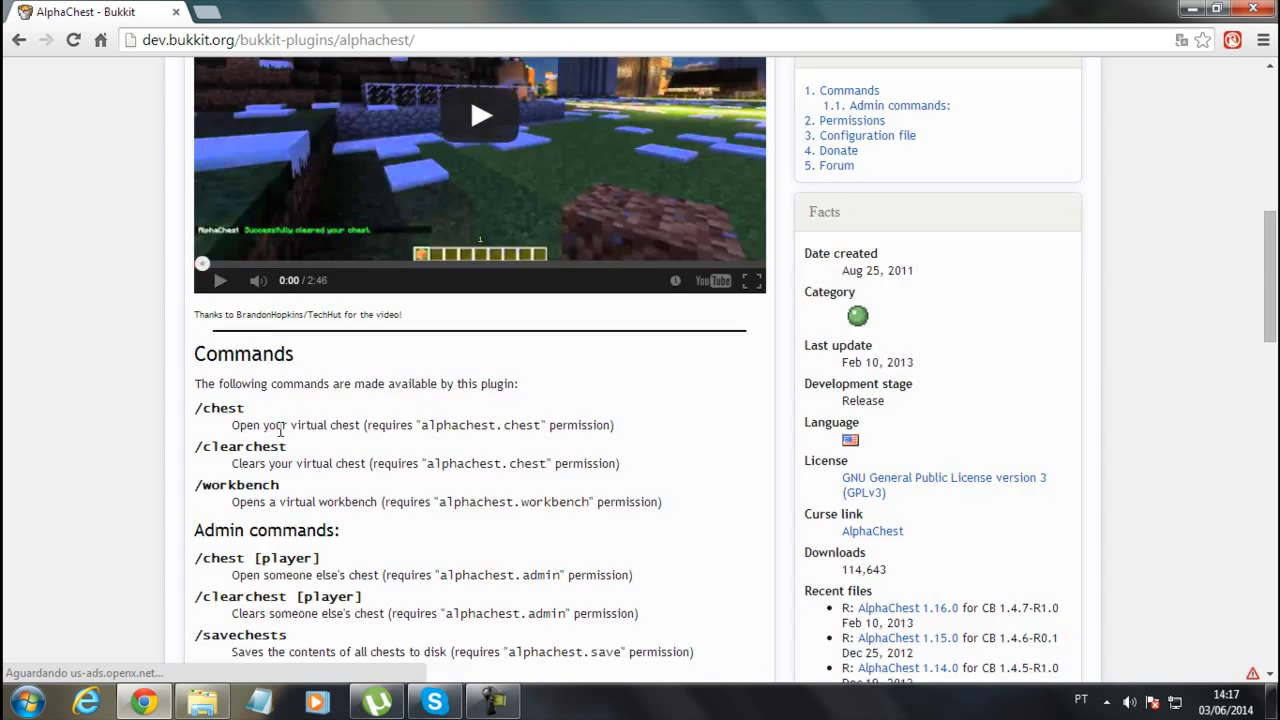 AlphaChest - Bukkit
dev.bukkit.org/bukkit-plugins/alphachest/
AlphaChest Successfully cleared your chest.
1
0:00 / 2:46
YouTube
Thanks to BrandonHopkins/TechHut for the video!
Commands
The following commands are made available by this plugin:
/chest
Open your virtual chest (requires "alphachest.chest" permission)
/clearchest
Clears your virtual chest (requires "alphachest.chest" permission)
/workbench
Opens a virtual workbench (requires "alphachest.workbench" permission)
Admin commands:
/chest [player]
Open someone else's chest (requires "alphachest.admin" permission)
/clearchest [player]
Clears someone else's chest (requires "alphachest.admin" permission)
/savechests
Saves the contents of all chests to disk (requires "alphachest.save" permission)
1. Commands
1.1. Admin commands:
2. Permissions
3. Configuration file
4. Donate
5. Forum
Facts
Date created
Aug 25, 2011
Category
Last update
Feb 10, 2013
Development stage
Release
Language
License
GNU General Public License version 3
(GPLv3)
Curse link
AlphaChest
Downloads
114,643
Recent files
R: AlphaChest 1.16.0 for CB 1.4.7-R1.0
Feb 10, 2013
R: AlphaChest 1.15.0 for CB 1.4.6-R0.1
Dec 25, 2012
R: AlphaChest 1.14.0 for CB 1.4.5-R1.0
Aguardando us-ads.openx.net...
PT
14:17
03/06/2014